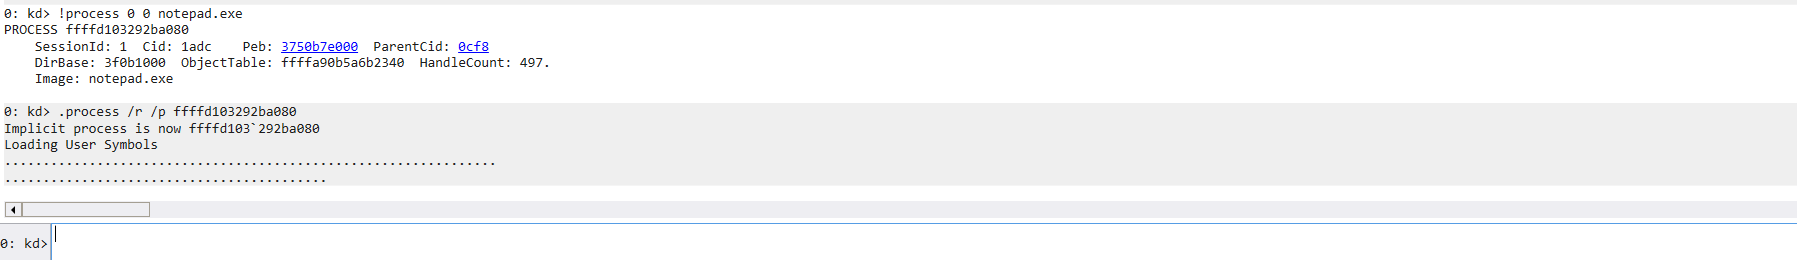 0: kd> !process 0 0 notepad.exe
PROCESS ffffd103292ba080
    SessionId: 1  Cid: 1adc    Peb: 3750b7e000  ParentCid: 0cf8
    DirBase: 3f0b1000  ObjectTable: ffffa90b5a6b2340  HandleCount: 497.
    Image: notepad.exe

0: kd> .process /r /p ffffd103292ba080
Implicit process is now ffffd103`292ba080
Loading User Symbols
................................................................
..........................................
0: kd>